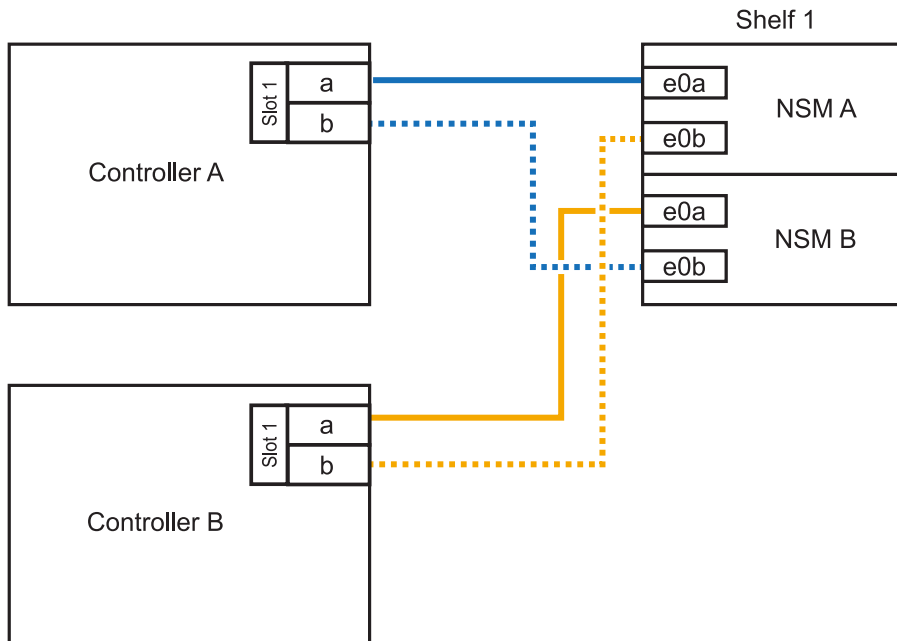 Shelf 1
Slot 1
a
b
Controller A
e0a
e0b
NSM A
e0a
e0b
NSM B
Slot 1
a
b
Controller B